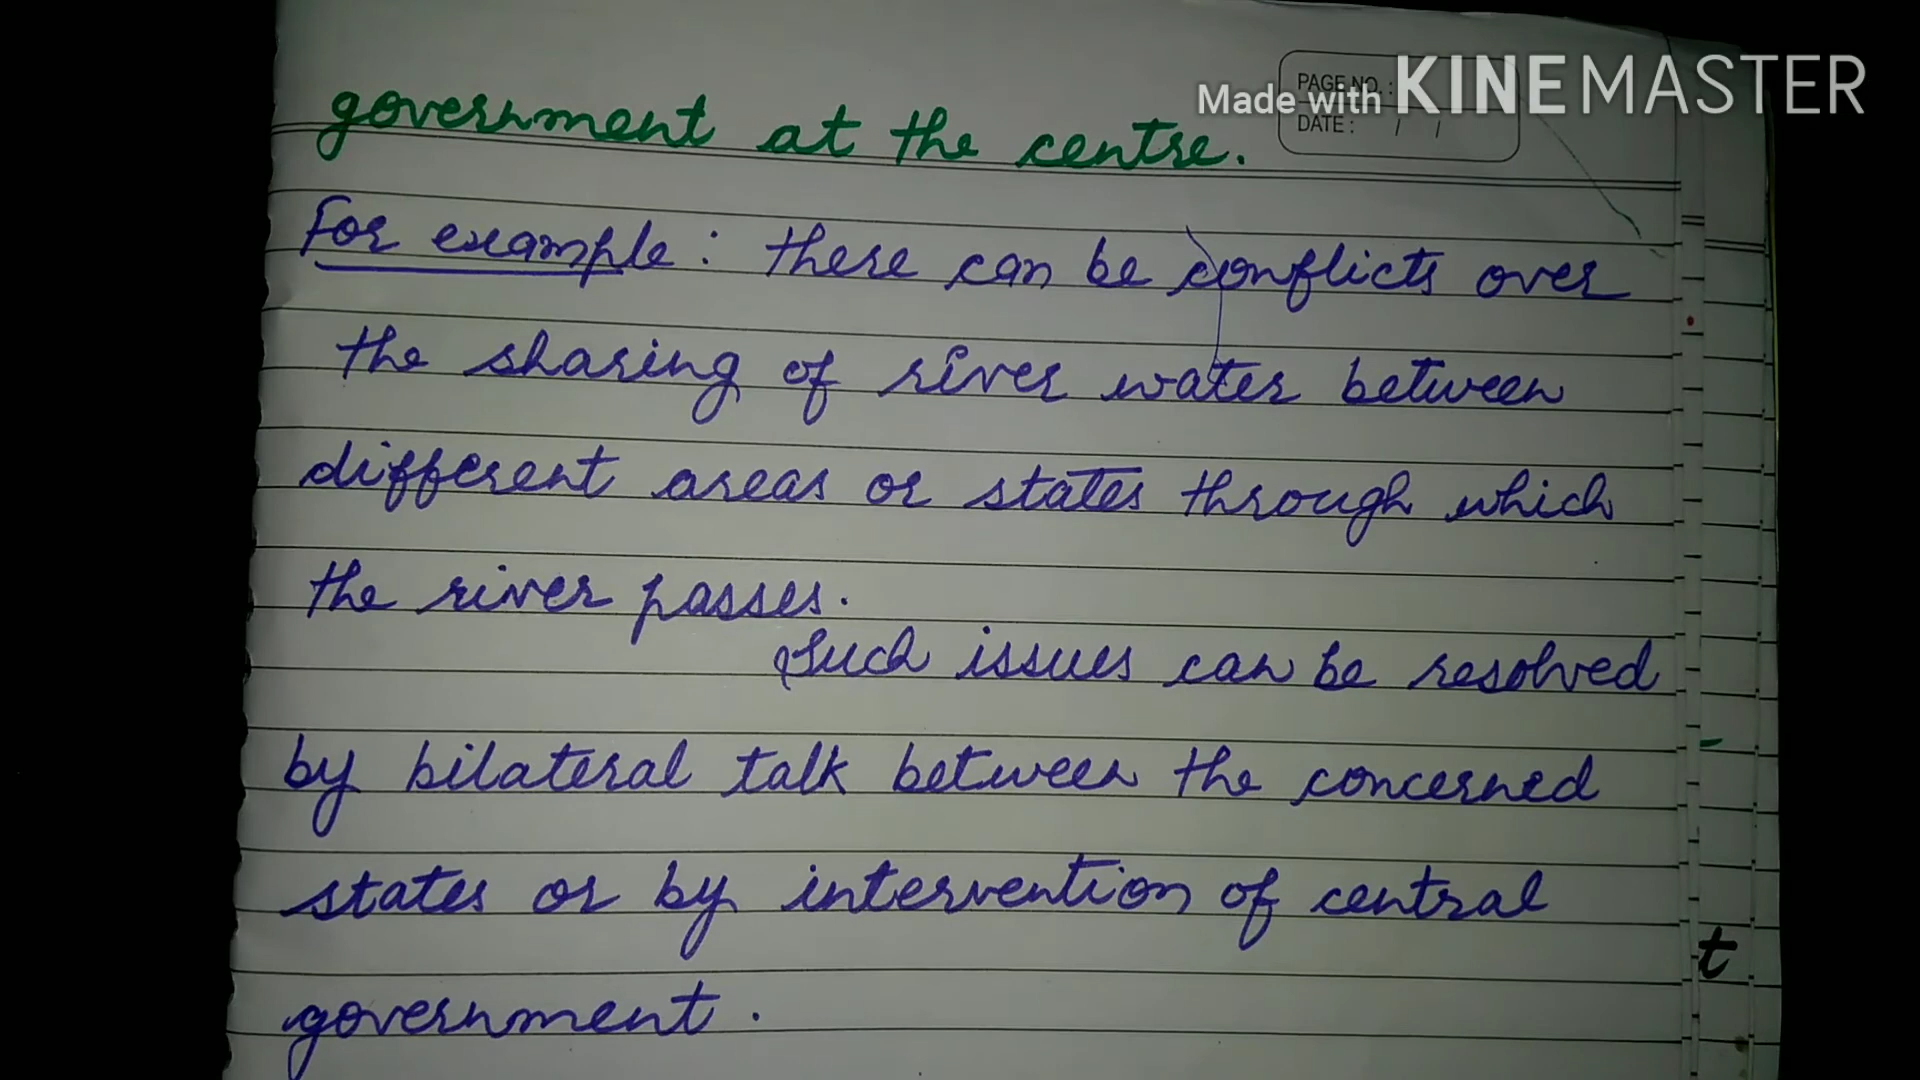 PAGE NO.:
DATE: / /
Made with KINEMASTER
government at the centre.
For example: there can be conflicts over
the sharing of river water between
different areas or states through which
the river passes.
Such issues can be resolved
by bilateral talk between the concerned
states or by intervention of central
t
government.